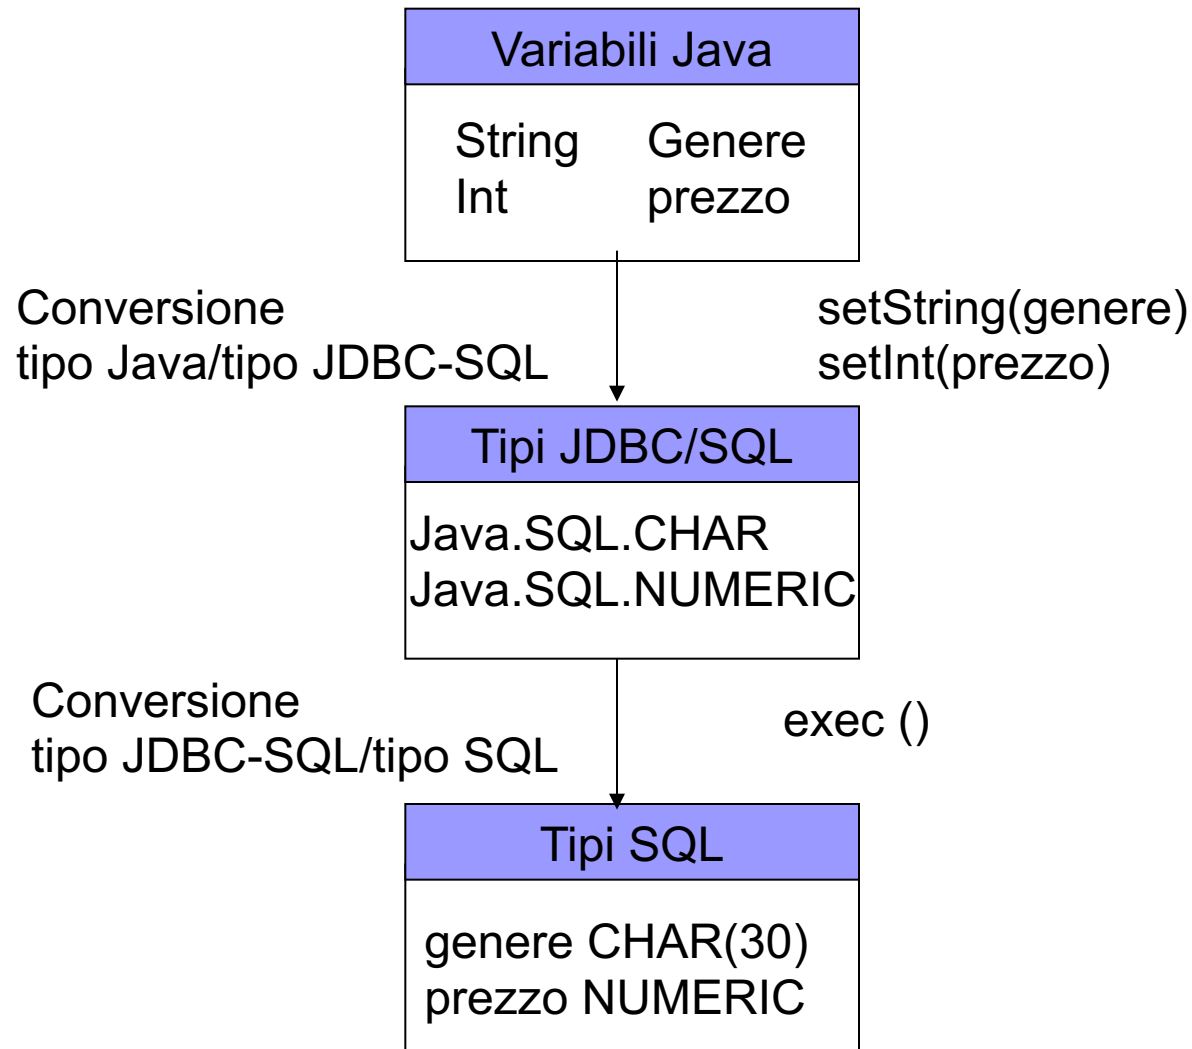 Variabili Java
String Genere
Int prezzo
Conversione
tipo Java/tipo JDBC-SQL
setString(genere)
setInt(prezzo)
Tipi JDBC/SQL
Java.SQL.CHAR
Java.SQL.NUMERIC
Conversione
tipo JDBC-SQL/tipo SQL
exec ()
Tipi SQL
genere CHAR(30)
prezzo NUMERIC